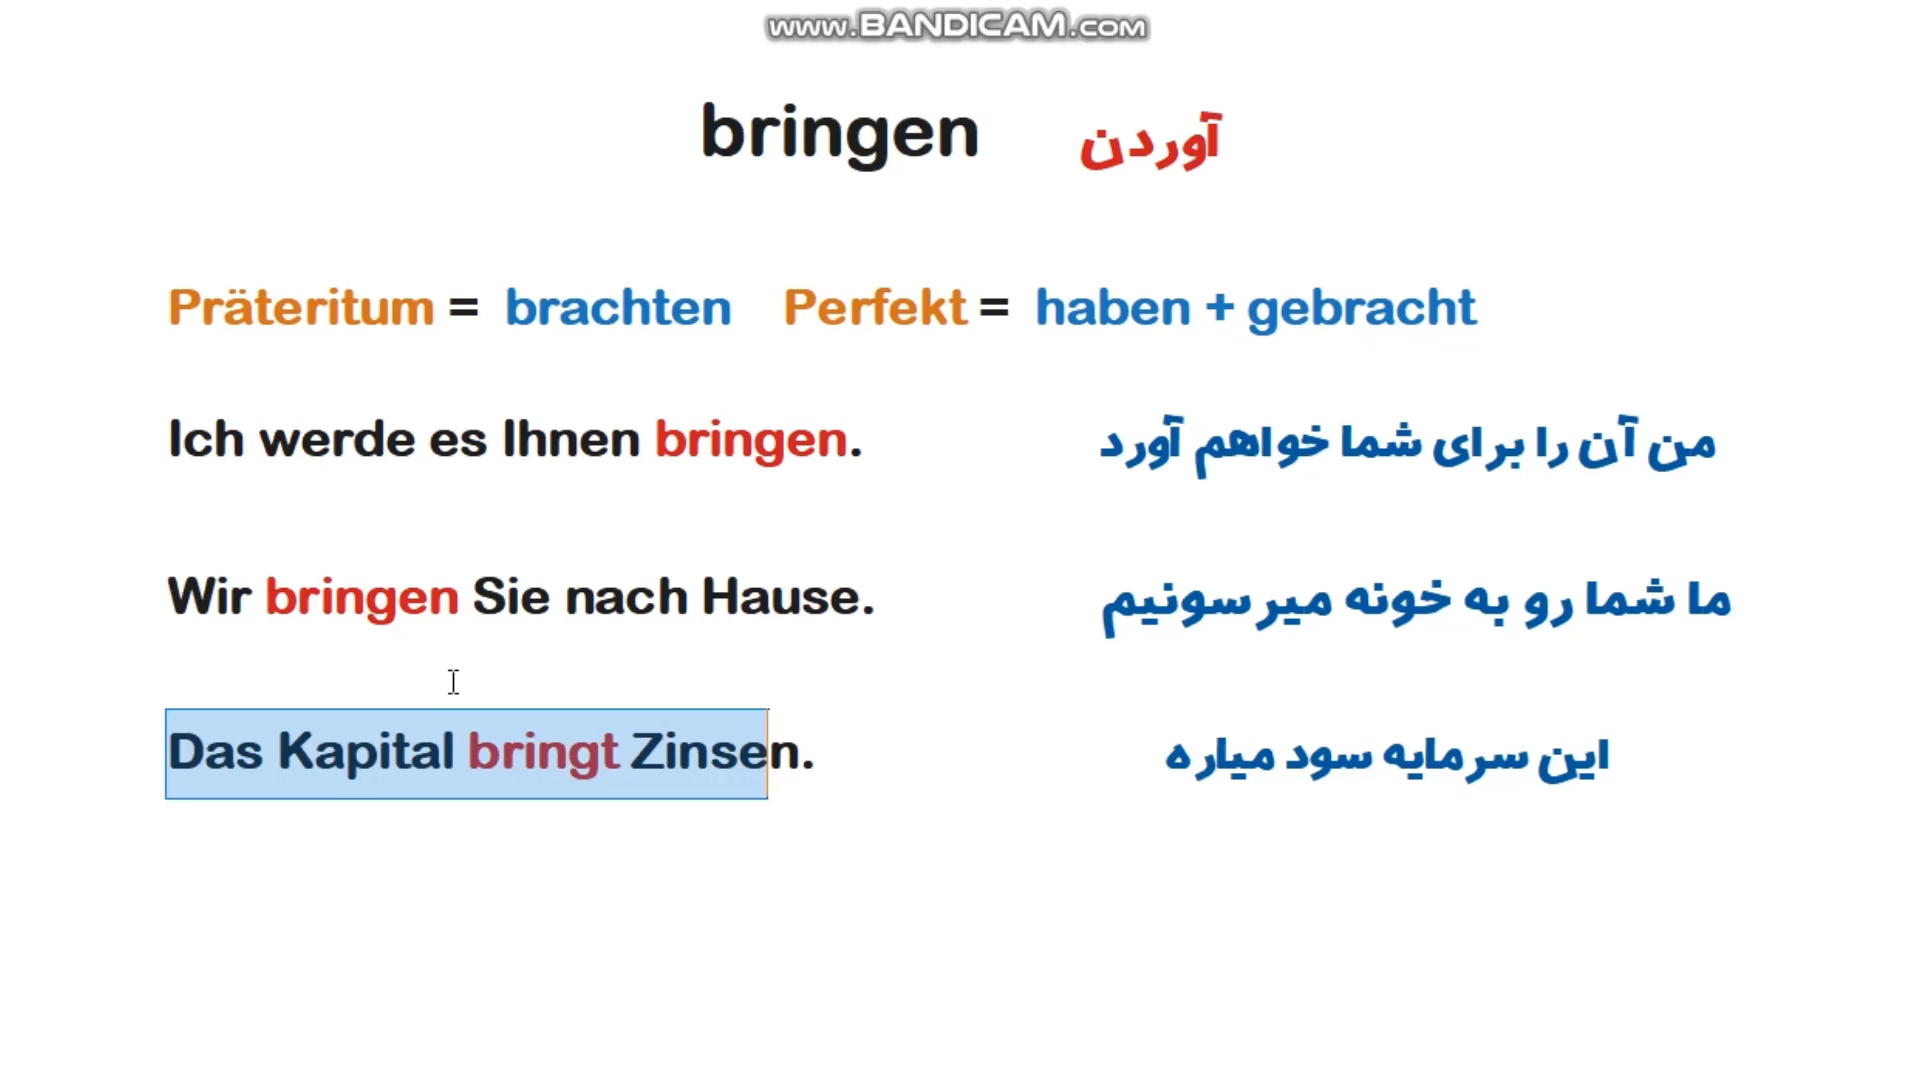 www.BANDICAM.com
bringen آوردن
Präteritum = brachten Perfekt = haben + gebracht
Ich werde es Ihnen bringen. من آن را برای شما خواهم آورد
Wir bringen Sie nach Hause. ما شما رو به خونه میرسونیم
Das Kapital bringt Zinsen. این سرمایه سود میاره